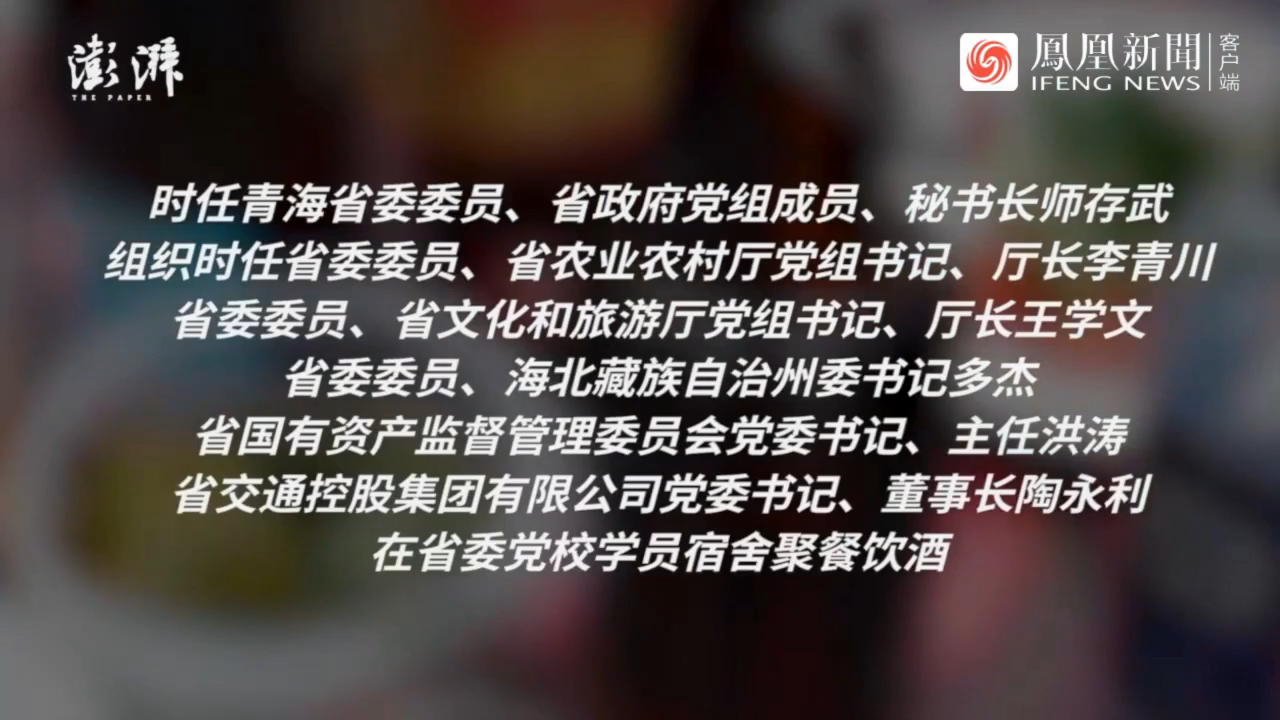 澎湃
THE PAPER
鳳凰新聞
IFENG NEWS
客户端
时任青海省委委员、省政府党组成员、秘书长师存武
组织时任省委委员、省农业农村厅党组书记、厅长李青川
省委委员、省文化和旅游厅党组书记、厅长王学文
省委委员、海北藏族自治州委书记多杰
省国有资产监督管理委员会党委书记、主任洪涛
省交通控股集团有限公司党委书记、董事长陶永利
在省委党校学员宿舍聚餐饮酒